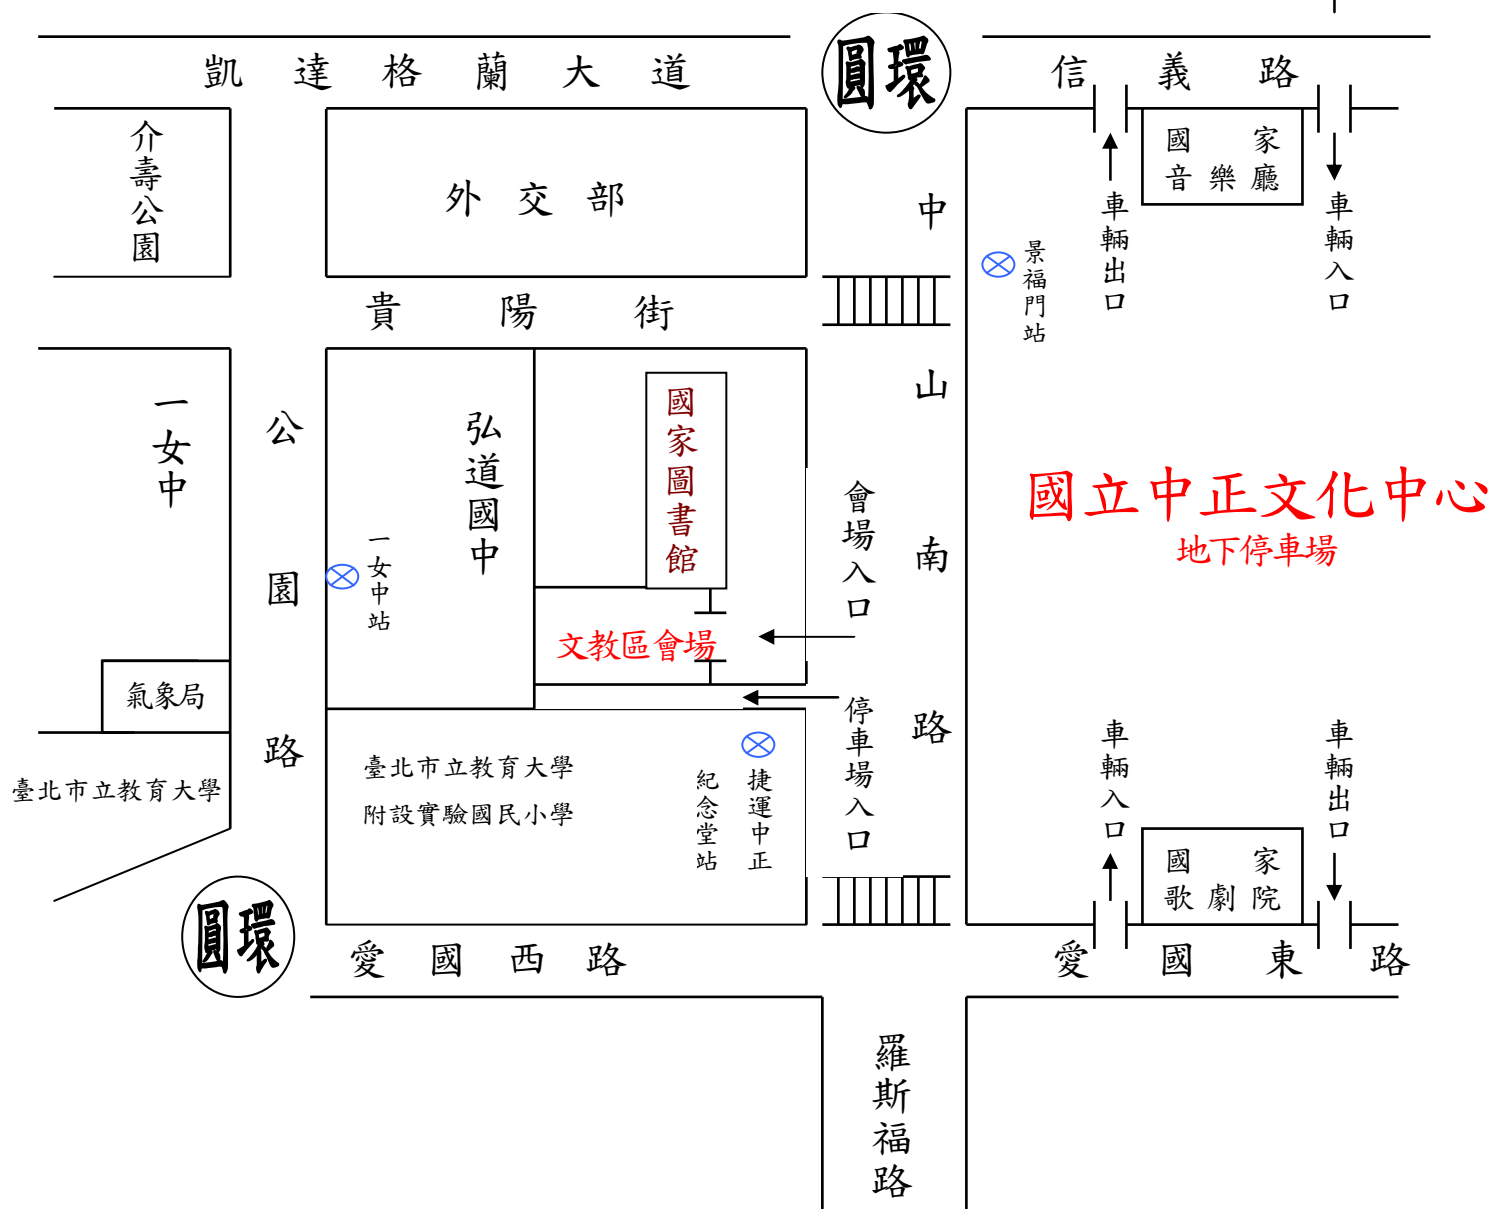 凱達格蘭大道
圓環
信義路
介壽公園
外交部
國家
音樂廳
車輛出口
車輛入口
中山南路
景福門站
貴陽街
一女中
公園路
弘道國中
國家圖書館
會場入口
國立中正文化中心
地下停車場
一女中站
文教區會場
氣象局
停車場入口
臺北市立教育大學
臺北市立教育大學
附設實驗國民小學
捷運中正
紀念堂站
車輛入口
車輛出口
國家
歌劇院
圓環
愛國西路
愛國東路
羅斯福路